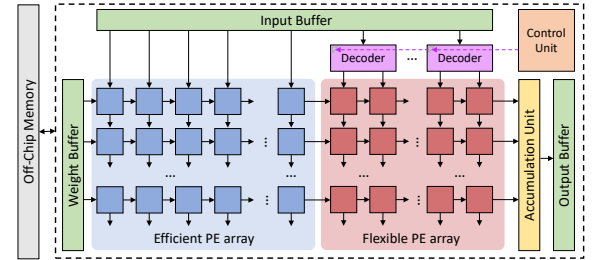 Input Buffer
Control
Unit
Decoder
...
Decoder
Off-Chip Memory
Weight Buffer
...
...
...
...
Accumulation Unit
Output Buffer
Efficient PE array
Flexible PE array